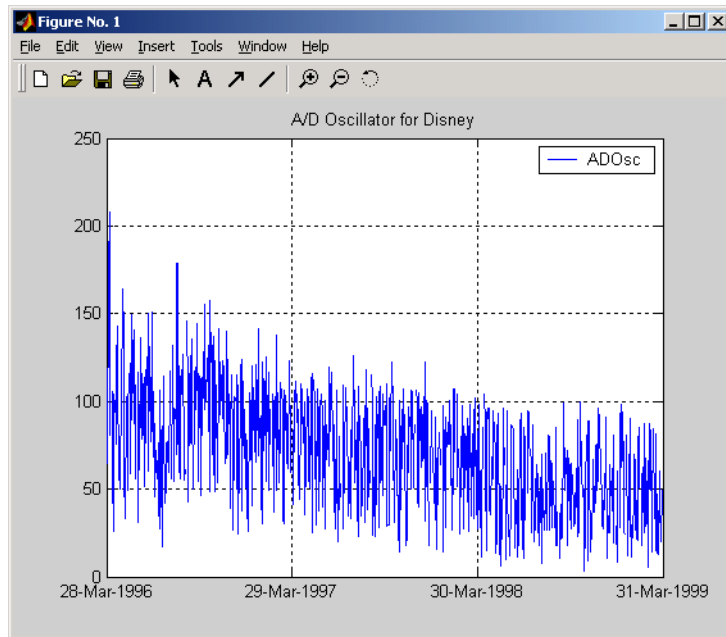 Figure No. 1
File Edit View Insert Tools Window Help
A
A/D Oscillator for Disney
ADOsc
250
200
150
100
50
0
28-Mar-1996 29-Mar-1997 30-Mar-1998 31-Mar-1999